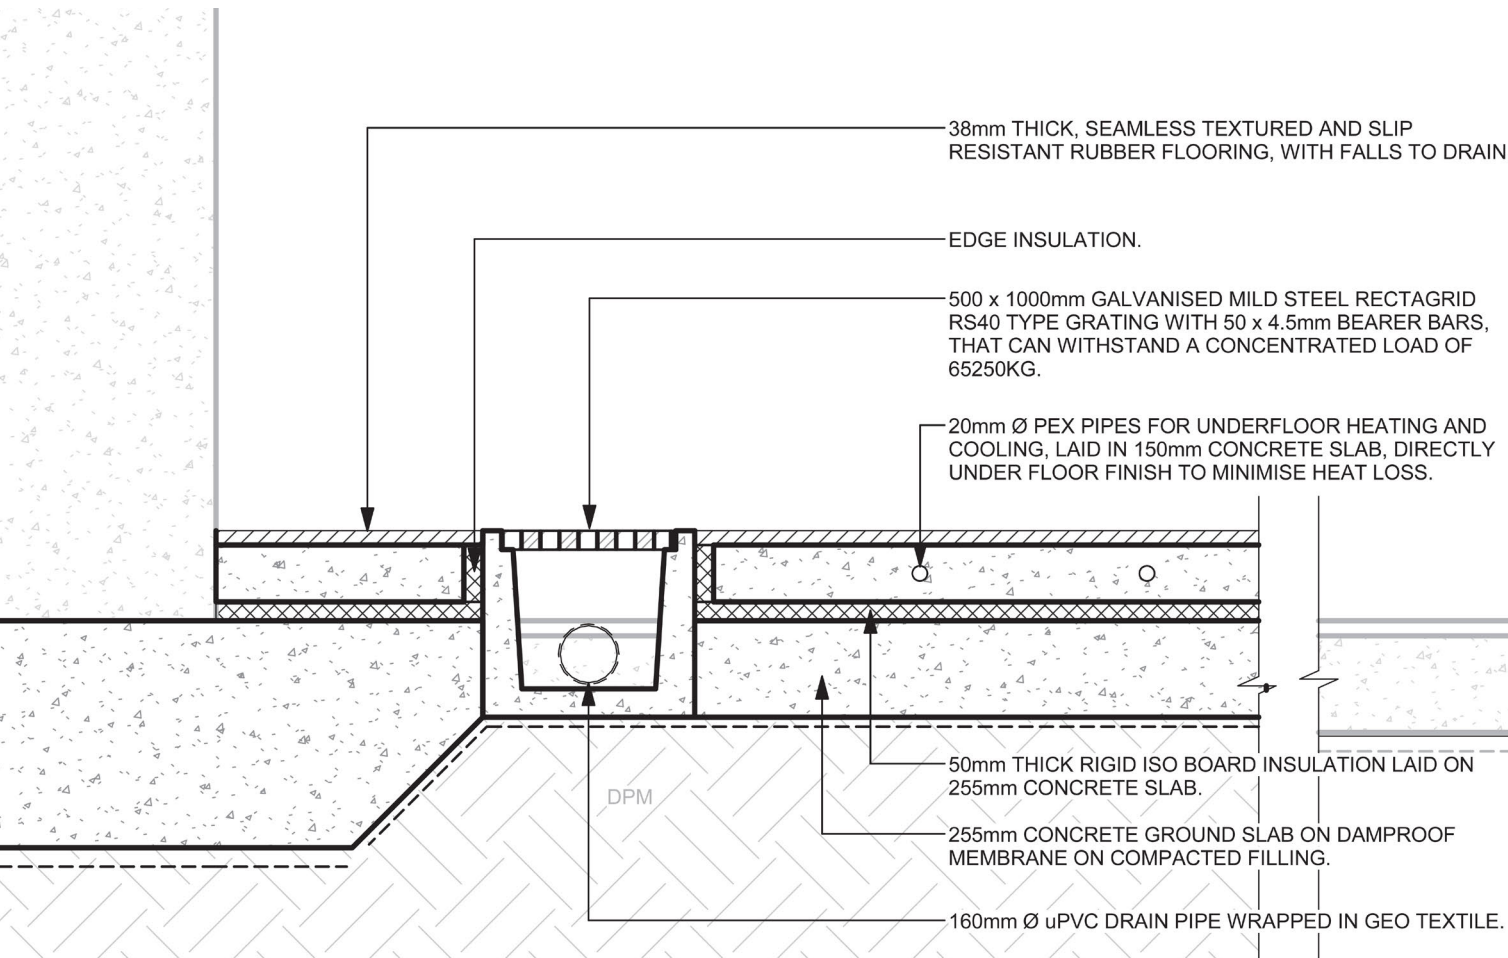 38mm THICK, SEAMLESS TEXTURED AND SLIP
RESISTANT RUBBER FLOORING, WITH FALLS TO DRAIN
EDGE INSULATION.
500 x 1000mm GALVANISED MILD STEEL RECTAGRID
RS40 TYPE GRATING WITH 50 x 4.5mm BEARER BARS,
THAT CAN WITHSTAND A CONCENTRATED LOAD OF
65250KG.
20mm Ø PEX PIPES FOR UNDERFLOOR HEATING AND
COOLING, LAID IN 150mm CONCRETE SLAB, DIRECTLY
UNDER FLOOR FINISH TO MINIMISE HEAT LOSS.
50mm THICK RIGID ISO BOARD INSULATION LAID ON
255mm CONCRETE SLAB.
DPM
255mm CONCRETE GROUND SLAB ON DAMPROOF
MEMBRANE ON COMPACTED FILLING.
160mm Ø uPVC DRAIN PIPE WRAPPED IN GEO TEXTILE.